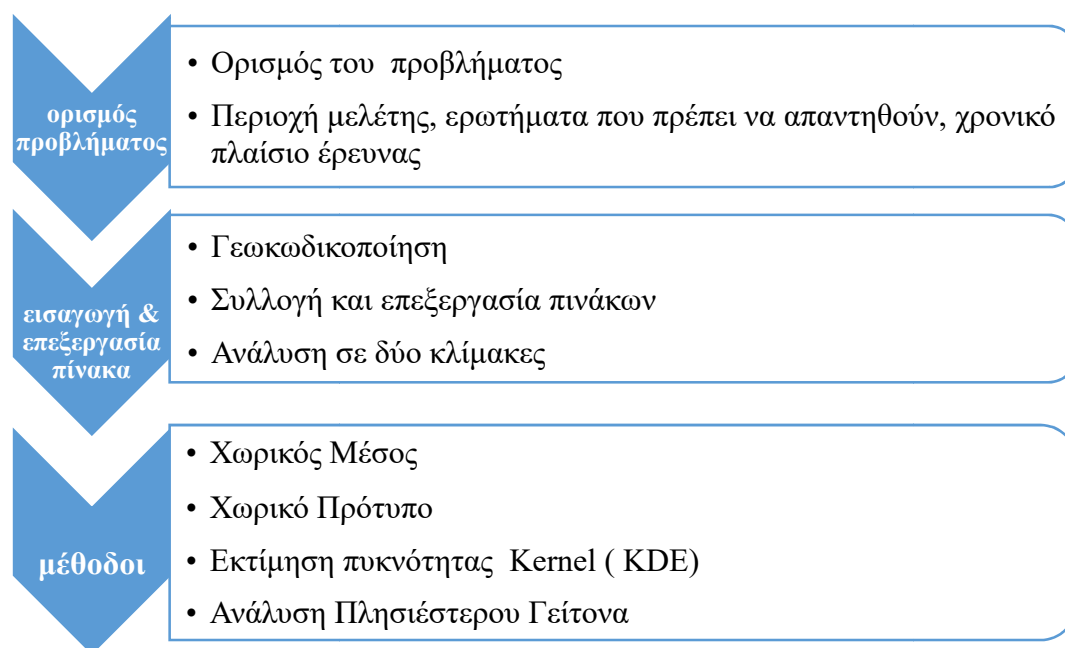 ορισμός
προβλήματος
• Ορισμός του προβλήματος
• Περιοχή μελέτης, ερωτήματα που πρέπει να απαντηθούν, χρονικό
πλαίσιο έρευνας
εισαγωγή &
επεξεργασία
πίνακα
• Γεωκωδικοποίηση
• Συλλογή και επεξεργασία πινάκων
• Ανάλυση σε δύο κλίμακες
μέθοδοι
• Χωρικός Μέσος
• Χωρικό Πρότυπο
• Εκτίμηση πυκνότητας Kernel ( KDE)
• Ανάλυση Πλησιέστερου Γείτονα